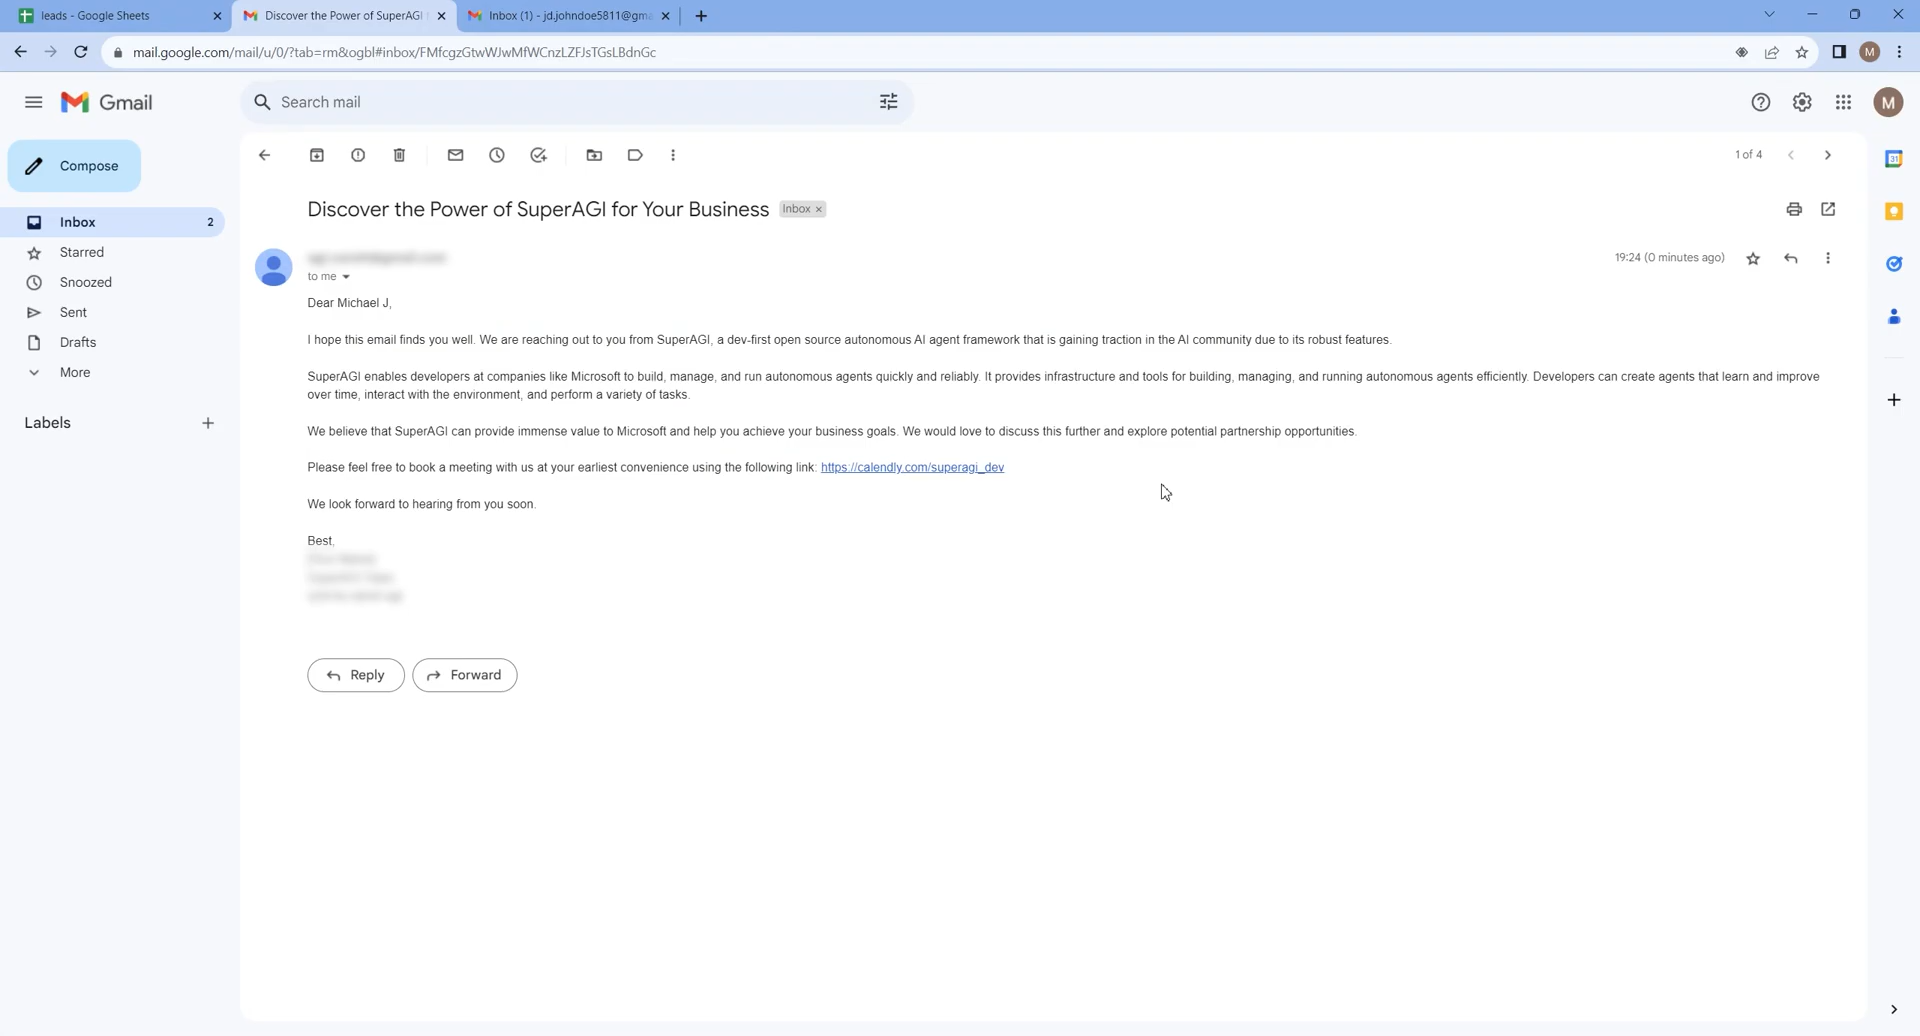 leads - Google Sheets
Discover the Power of SuperAGI
Inbox (1) - jd.johndoe5811@gma
mail.google.com/mail/u/0/?tab=rm&ogbl#inbox/FMfcgzGtwWJwMfWCnzLZFJsTGsLBdnGc
M
Gmail
Search mail
M
Compose
1 of 4
Inbox 2
Starred
Snoozed
Sent
Drafts
More
Labels
Discover the Power of SuperAGI for Your Business Inbox ×
19:24 (0 minutes ago)
to me
Dear Michael J,
I hope this email finds you well. We are reaching out to you from SuperAGI, a dev-first open source autonomous AI agent framework that is gaining traction in the AI community due to its robust features.
SuperAGI enables developers at companies like Microsoft to build, manage, and run autonomous agents quickly and reliably. It provides infrastructure and tools for building, managing, and running autonomous agents efficiently. Developers can create agents that learn and improve
over time, interact with the environment, and perform a variety of tasks.
We believe that SuperAGI can provide immense value to Microsoft and help you achieve your business goals. We would love to discuss this further and explore potential partnership opportunities.
Please feel free to book a meeting with us at your earliest convenience using the following link: https://calendly.com/superagi_dev
We look forward to hearing from you soon.
Best,
Reply
Forward
31